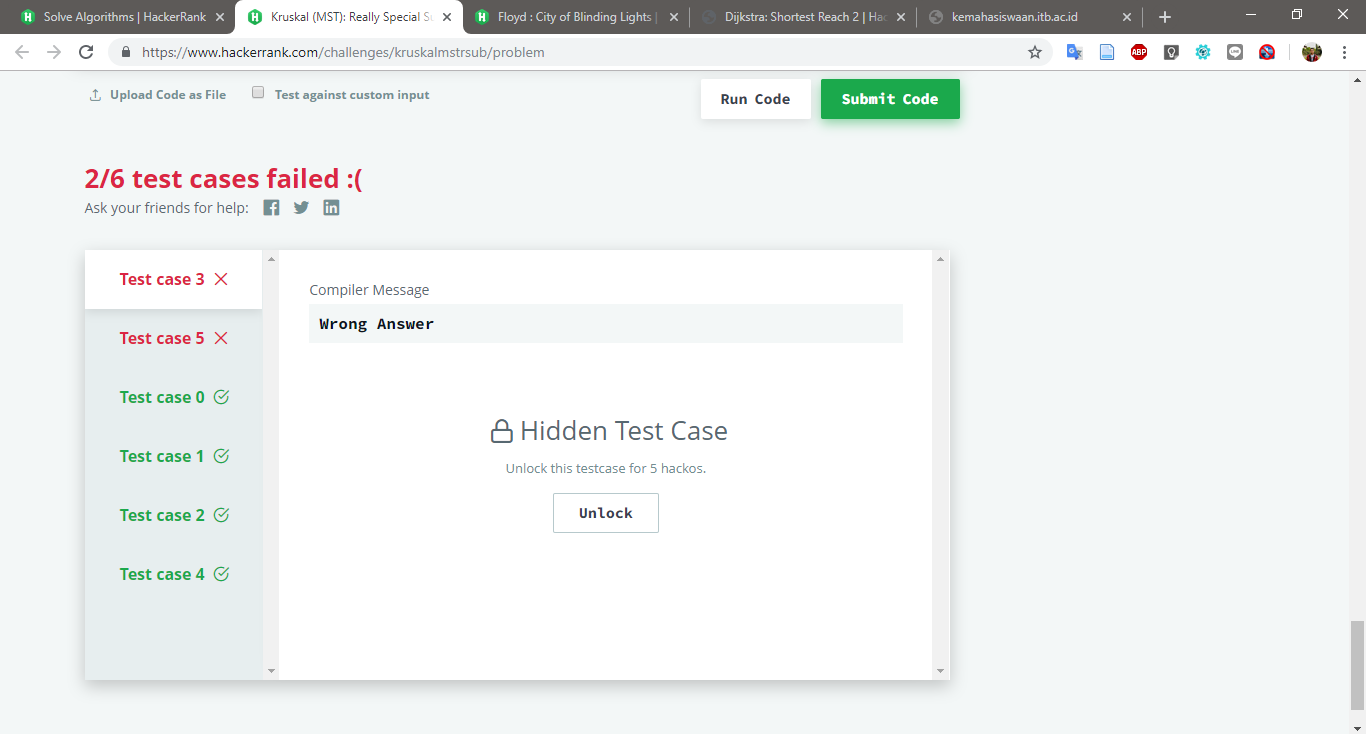 Solve Algorithms | HackerRank
Kruskal (MST): Really Special Su
Floyd : City of Blinding Lights |
Dijkstra: Shortest Reach 2 | Hac
kemahasiswaan.itb.ac.id
https://www.hackerrank.com/challenges/kruskalmstrsub/problem
ABP
Upload Code as File
Test against custom input
Run Code
Submit Code
2/6 test cases failed :(
Ask your friends for help:
Test case 3
Test case 5
Test case 0
Test case 1
Test case 2
Test case 4
Compiler Message
Wrong Answer
Hidden Test Case
Unlock this testcase for 5 hackos.
Unlock